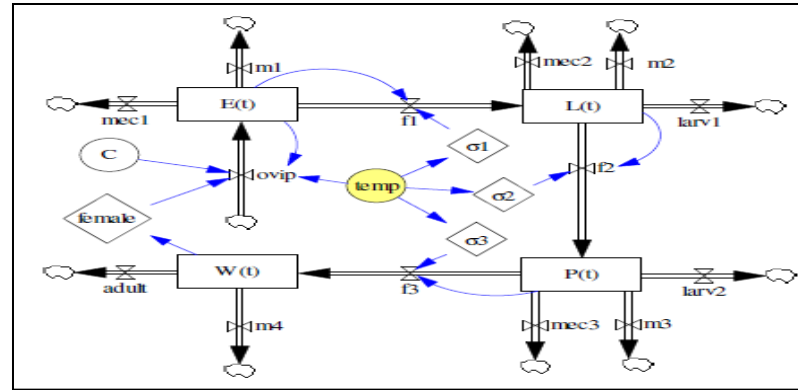 m1
mec2
m2
E(t)
L(t)
mec1
f1
larv1
C
σ1
ovip
temp
σ2
f2
female
σ3
W(t)
P(t)
adult
f3
larv2
m4
mec3
m3